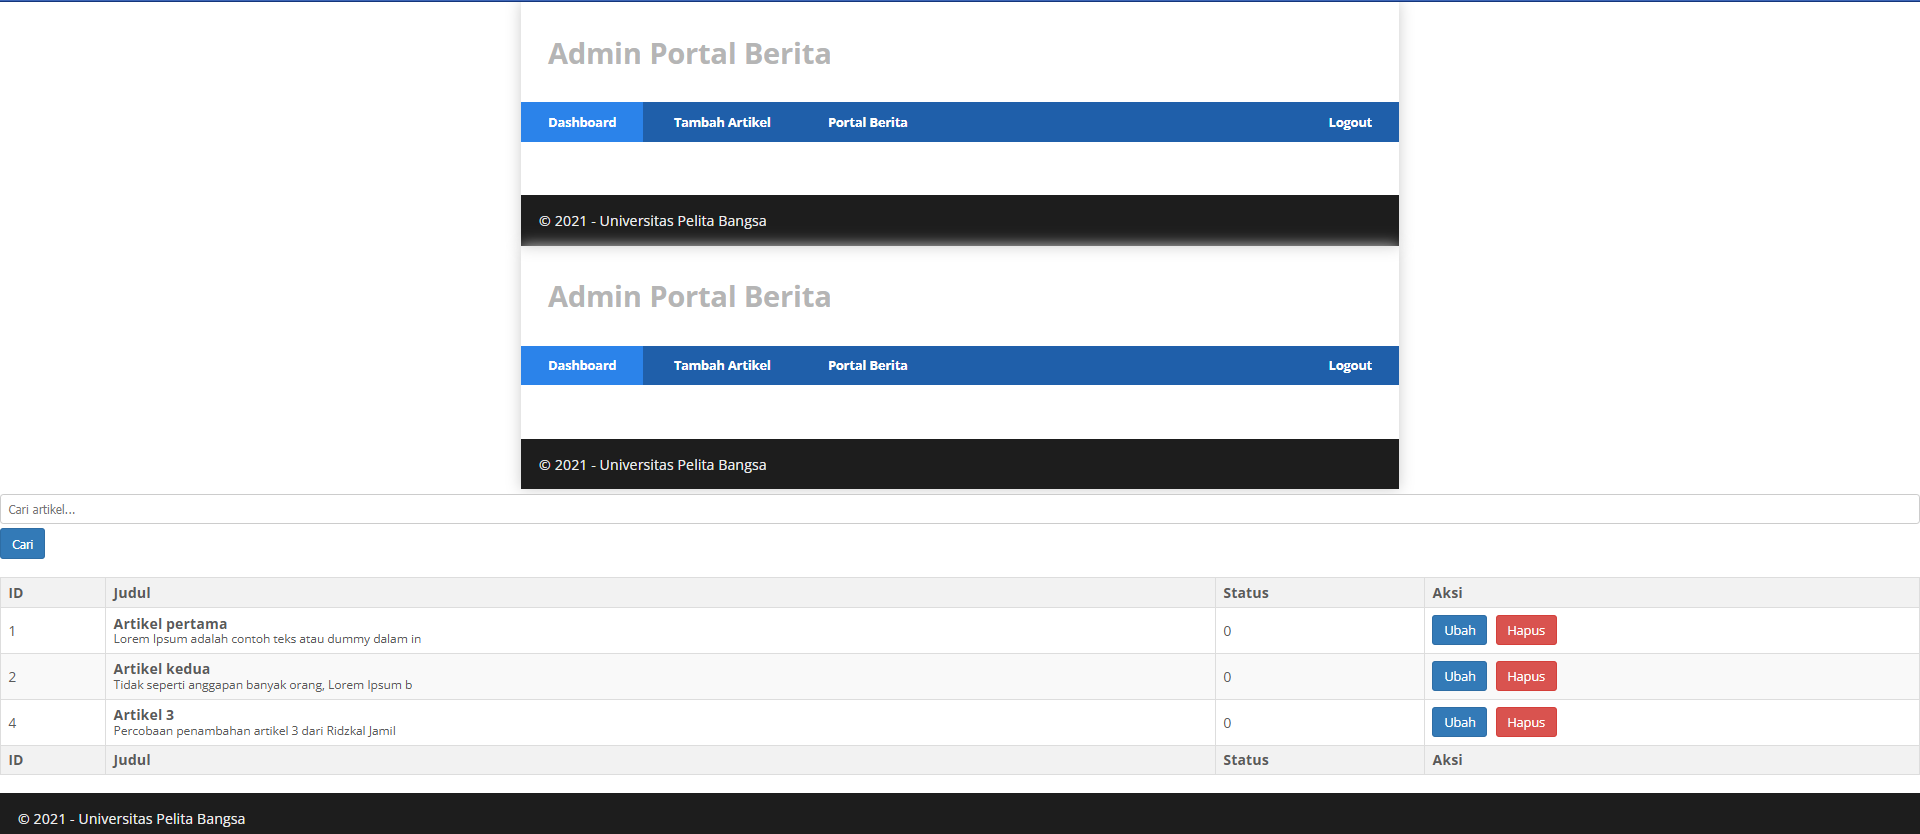 Admin Portal Berita
Dashboard Tambah Artikel Portal Berita Logout
© 2021 - Universitas Pelita Bangsa
Admin Portal Berita
Dashboard Tambah Artikel Portal Berita Logout
© 2021 - Universitas Pelita Bangsa
Cari artikel...
Cari
ID Judul Status Aksi
1 Artikel pertama 0 Ubah Hapus
Lorem Ipsum adalah contoh teks atau dummy dalam in
2 Artikel kedua 0 Ubah Hapus
Tidak seperti anggapan banyak orang, Lorem Ipsum b
4 Artikel 3 0 Ubah Hapus
Percobaan penambahan artikel 3 dari Ridzkal Jamil
ID Judul Status Aksi
© 2021 - Universitas Pelita Bangsa